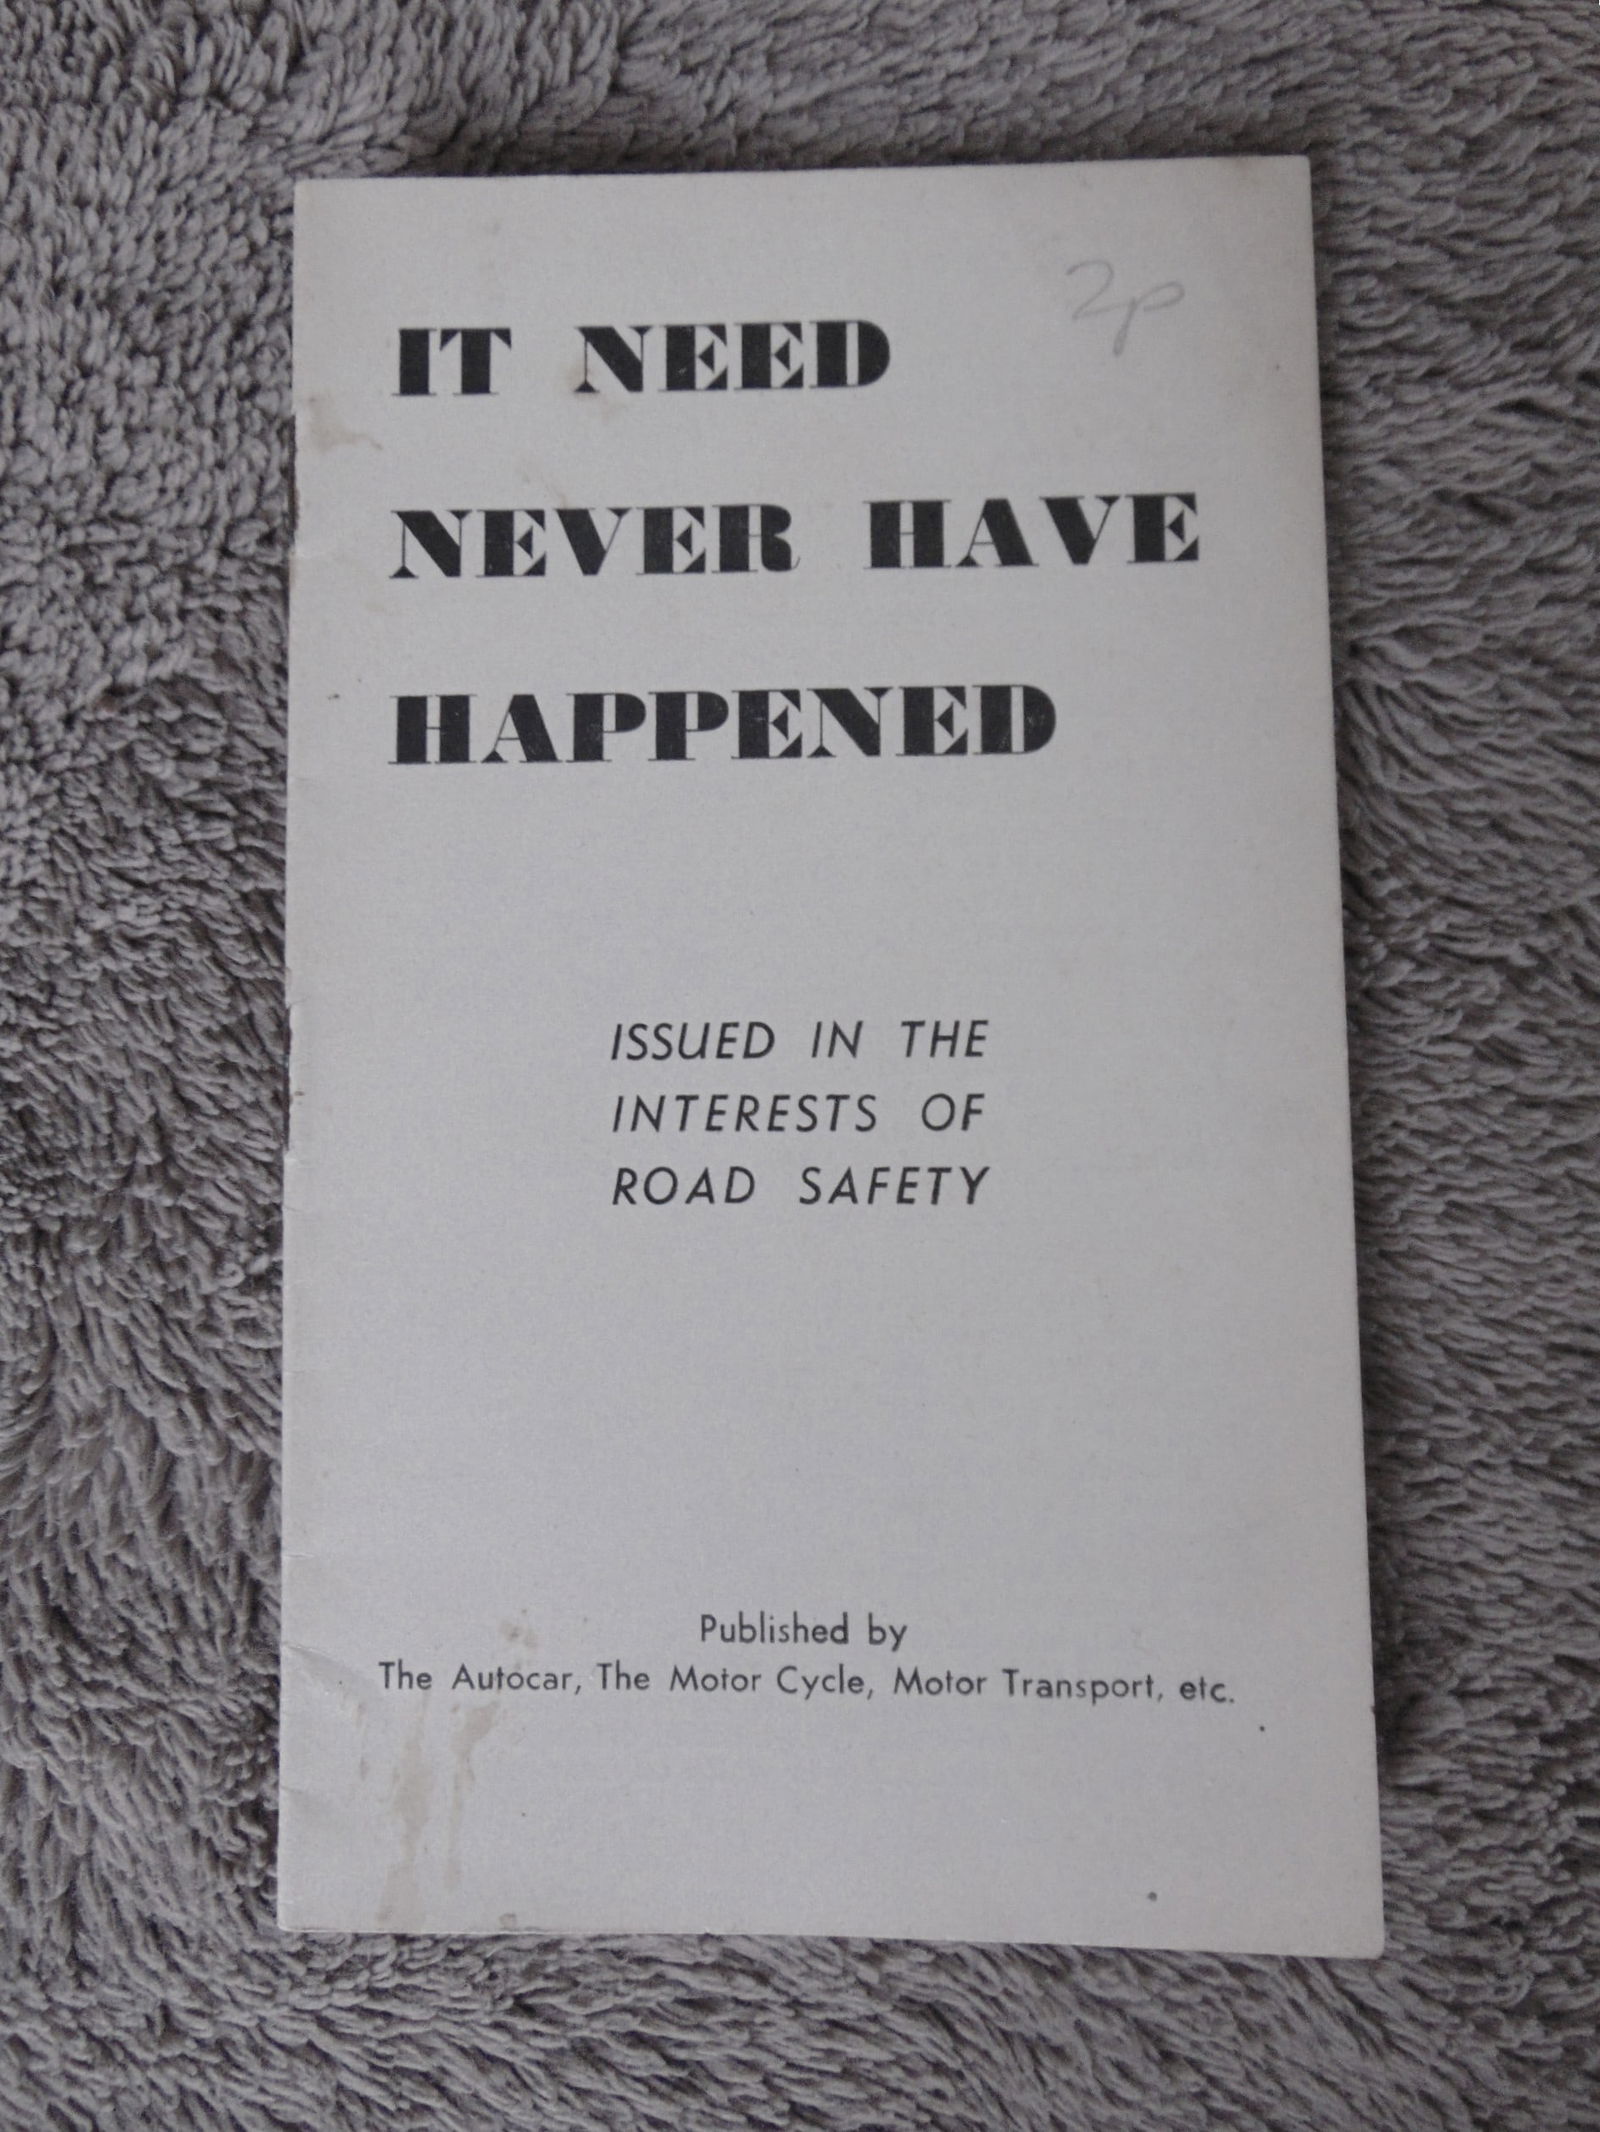 2p
IT NEED
NEVER HAVE
HAPPENED
ISSUED IN THE
INTERESTS OF
ROAD SAFETY
Published by
The Autocar, The Motor Cycle, Motor Transport, etc.